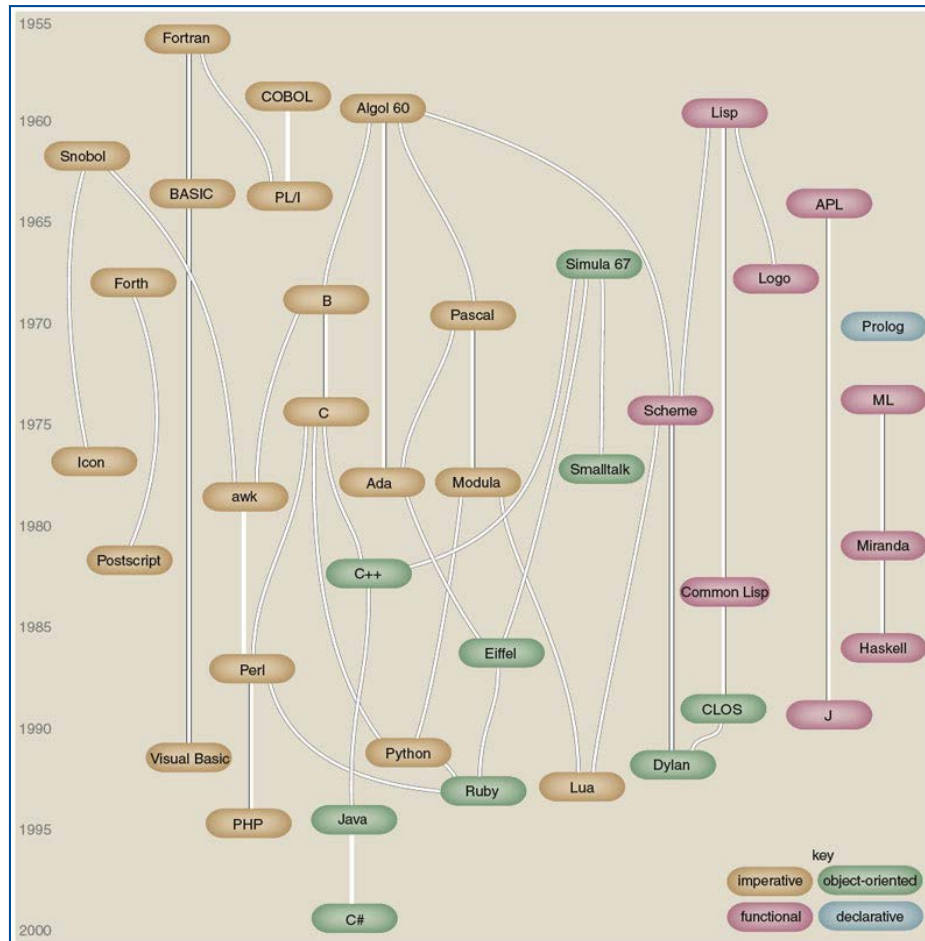 1955
Fortran
COBOL
Algol 60
Lisp
1960
Snobol
BASIC
PL/I
APL
1965
Simula 67
Forth
Logo
B
Pascal
Prolog
1970
ML
C
Scheme
1975
Icon
Smalltalk
awk
Ada
Modula
1980
Postscript
Miranda
C++
Common Lisp
1985
Eiffel
Haskell
Perl
CLOS
J
1990
Visual Basic
Python
Dylan
Ruby
Lua
PHP
Java
1995
key
imperative
object-oriented
functional
declarative
C#
2000